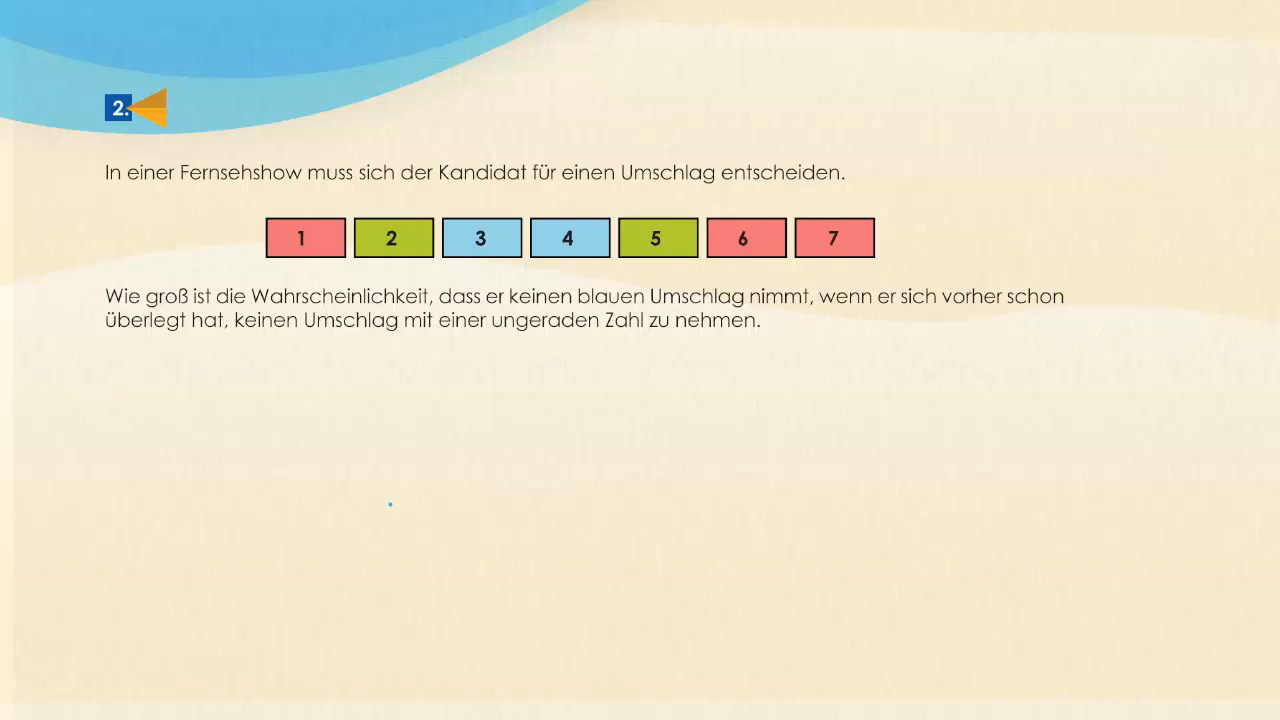 2.
In einer Fernsehshow muss sich der Kandidat für einen Umschlag entscheiden.
1 2 3 4 5 6 7
Wie groß ist die Wahrscheinlichkeit, dass er keinen blauen Umschlag nimmt, wenn er sich vorher schon
überlegt hat, keinen Umschlag mit einer ungeraden Zahl zu nehmen.